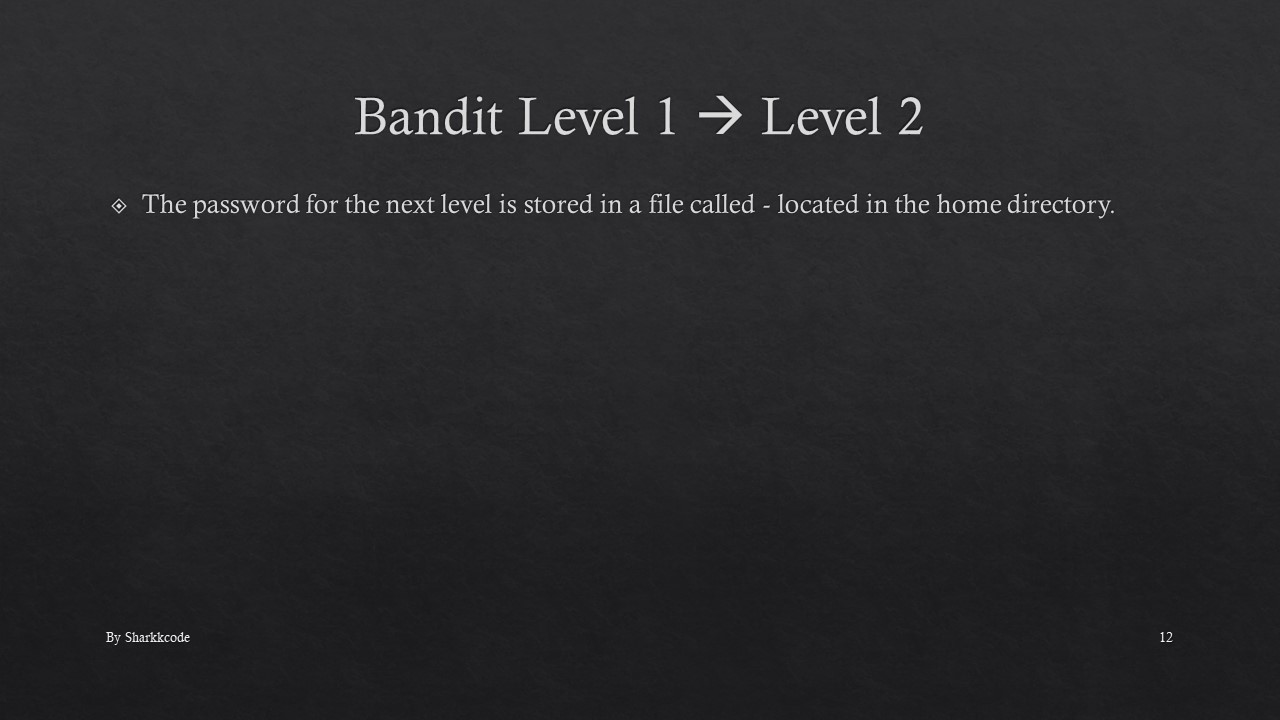 Bandit Level 1 → Level 2
The password for the next level is stored in a file called - located in the home directory.
By Sharkkcode
12